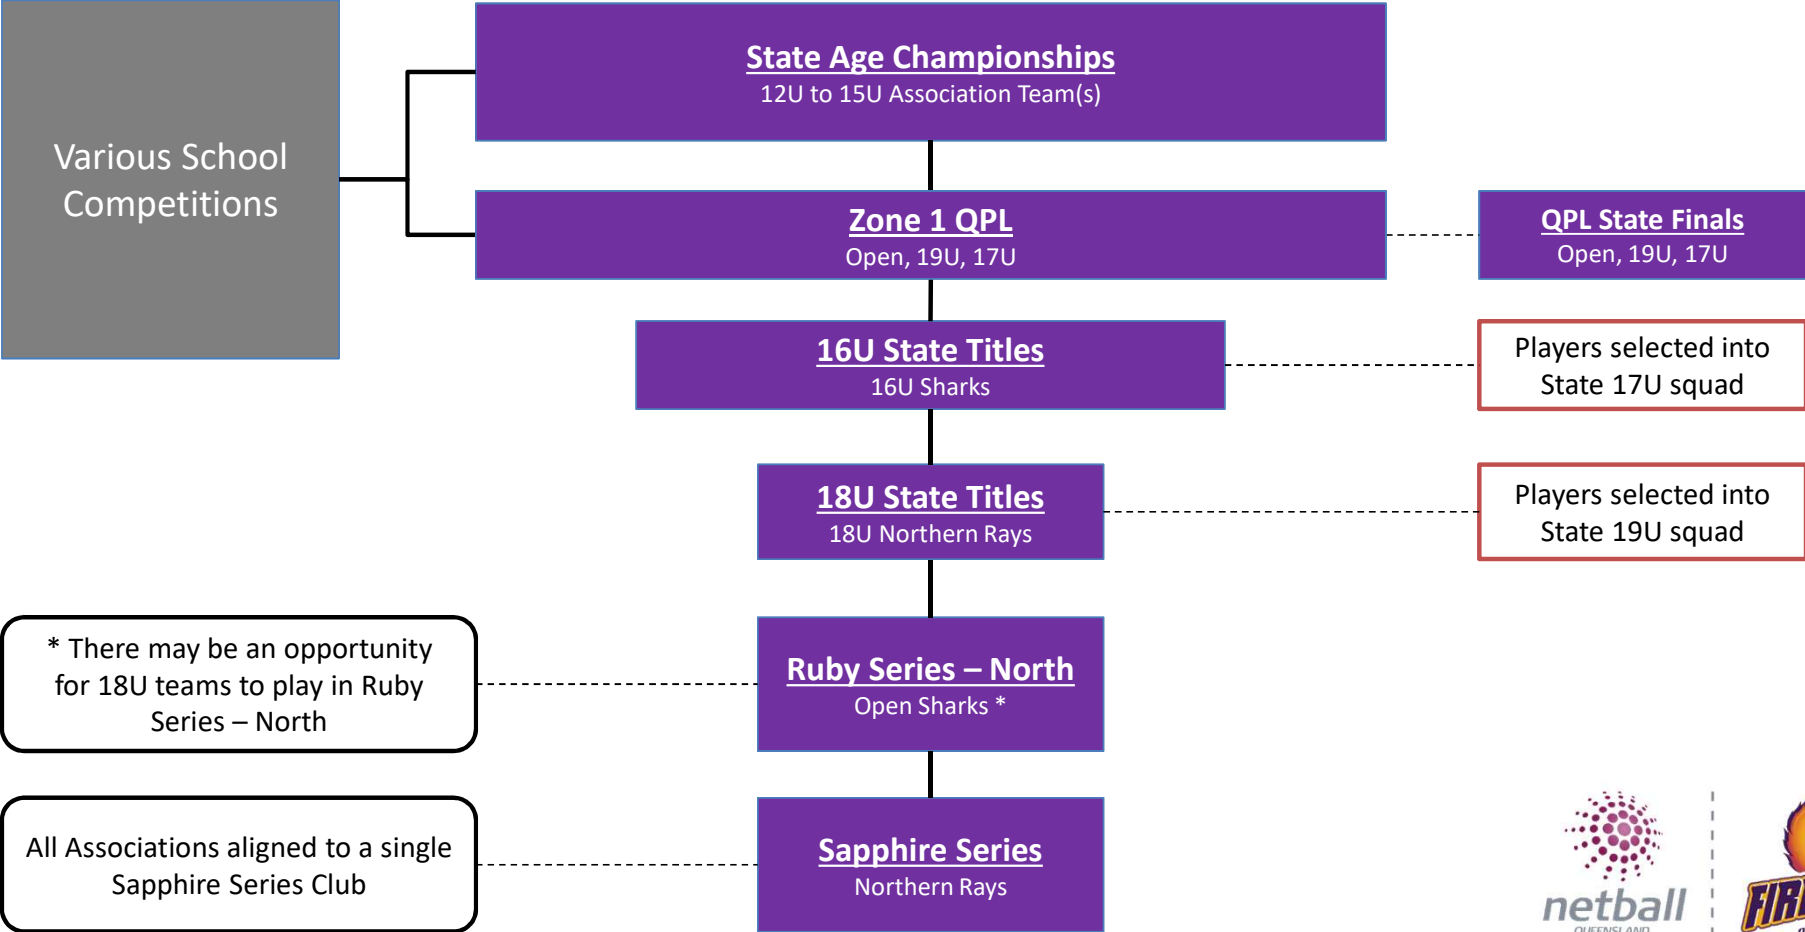 Various School
Competitions
State Age Championships
12U to 15U Association Team(s)
Zone 1 QPL
Open, 19U, 17U
QPL State Finals
Open, 19U, 17U
16U State Titles
16U Sharks
Players selected into
State 17U squad
18U State Titles
18U Northern Rays
Players selected into
State 19U squad
* There may be an opportunity
for 18U teams to play in Ruby
Series – North
Ruby Series – North
Open Sharks *
All Associations aligned to a single
Sapphire Series Club
Sapphire Series
Northern Rays
netball
QUEENSLAND